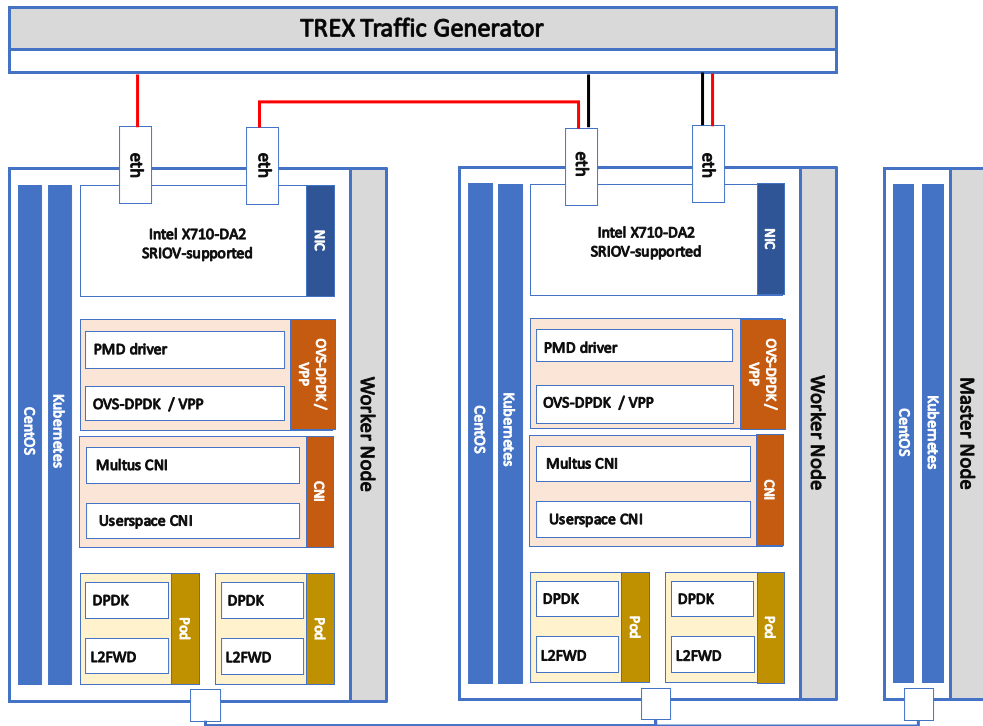 TREX Traffic Generator
eth
eth
eth
eth
CentOS
Kubernetes
Intel X710-DA2
SRIOV-supported
NIC
PMD driver
OVS-DPDK / VPP
OVS-DPDK /
VPP
Multus CNI
Userspace CNI
CNI
DPDK
L2FWD
Pod
DPDK
L2FWD
Pod
Worker Node
CentOS
Kubernetes
Intel X710-DA2
SRIOV-supported
NIC
PMD driver
OVS-DPDK / VPP
OVS-DPDK /
VPP
Multus CNI
Userspace CNI
CNI
DPDK
L2FWD
Pod
DPDK
L2FWD
Pod
Worker Node
CentOS
Kubernetes
Master Node